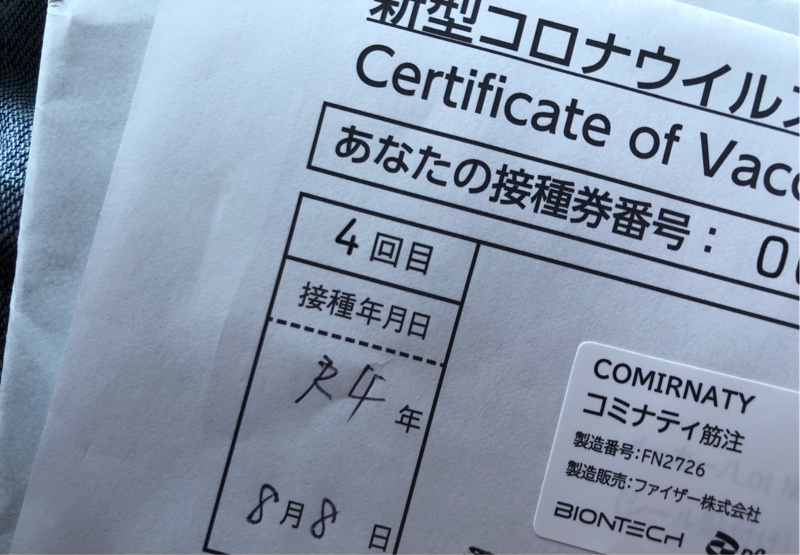 新型コロナウイルス
Certificate of Vacc
あなたの接種券番号：0
4回目
接種年月日
R4年
8月8日
COMIRNATY
コミナティ筋注
製造番号:FN2726
製造販売:ファイザー株式会社
BIONTECH